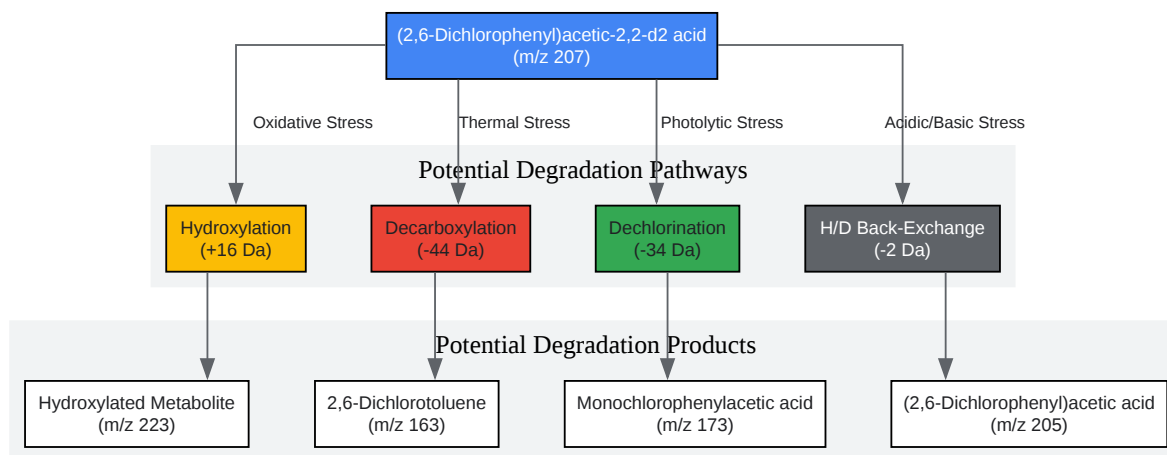 (2,6-Dichlorophenyl)acetic-2,2-d2 acid
(m/z 207)
Oxidative Stress
Thermal Stress
Photolytic Stress
Acidic/Basic Stress
Potential Degradation Pathways
Hydroxylation
(+16 Da)
Decarboxylation
(-44 Da)
Dechlorination
(-34 Da)
H/D Back-Exchange
(-2 Da)
Potential Degradation Products
Hydroxylated Metabolite
(m/z 223)
2,6-Dichlorotoluene
(m/z 163)
Monochlorophenylacetic acid
(m/z 173)
(2,6-Dichlorophenyl)acetic acid
(m/z 205)